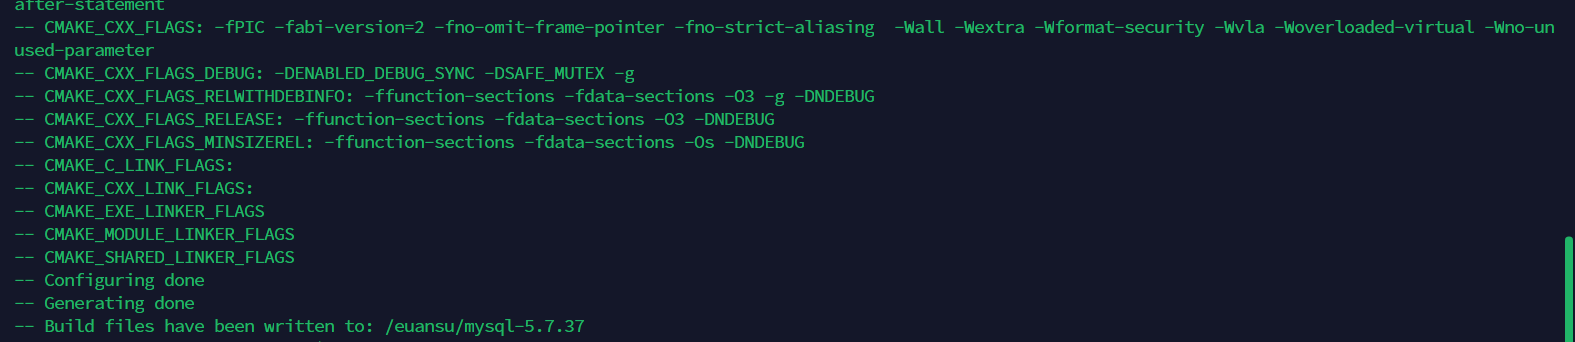 after-statement
-- CMAKE_CXX_FLAGS: -fPIC -fabi-version=2 -fno-omit-frame-pointer -fno-strict-aliasing  -Wall -Wextra -Wformat-security -Wvla -Woverloaded-virtual -Wno-un
used-parameter
-- CMAKE_CXX_FLAGS_DEBUG: -DENABLED_DEBUG_SYNC -DSAFE_MUTEX -g
-- CMAKE_CXX_FLAGS_RELWITHDEBINFO: -ffunction-sections -fdata-sections -O3 -g -DNDEBUG
-- CMAKE_CXX_FLAGS_RELEASE: -ffunction-sections -fdata-sections -O3 -DNDEBUG
-- CMAKE_CXX_FLAGS_MINSIZEREL: -ffunction-sections -fdata-sections -Os -DNDEBUG
-- CMAKE_C_LINK_FLAGS:
-- CMAKE_CXX_LINK_FLAGS:
-- CMAKE_EXE_LINKER_FLAGS
-- CMAKE_MODULE_LINKER_FLAGS
-- CMAKE_SHARED_LINKER_FLAGS
-- Configuring done
-- Generating done
-- Build files have been written to: /euansu/mysql-5.7.37